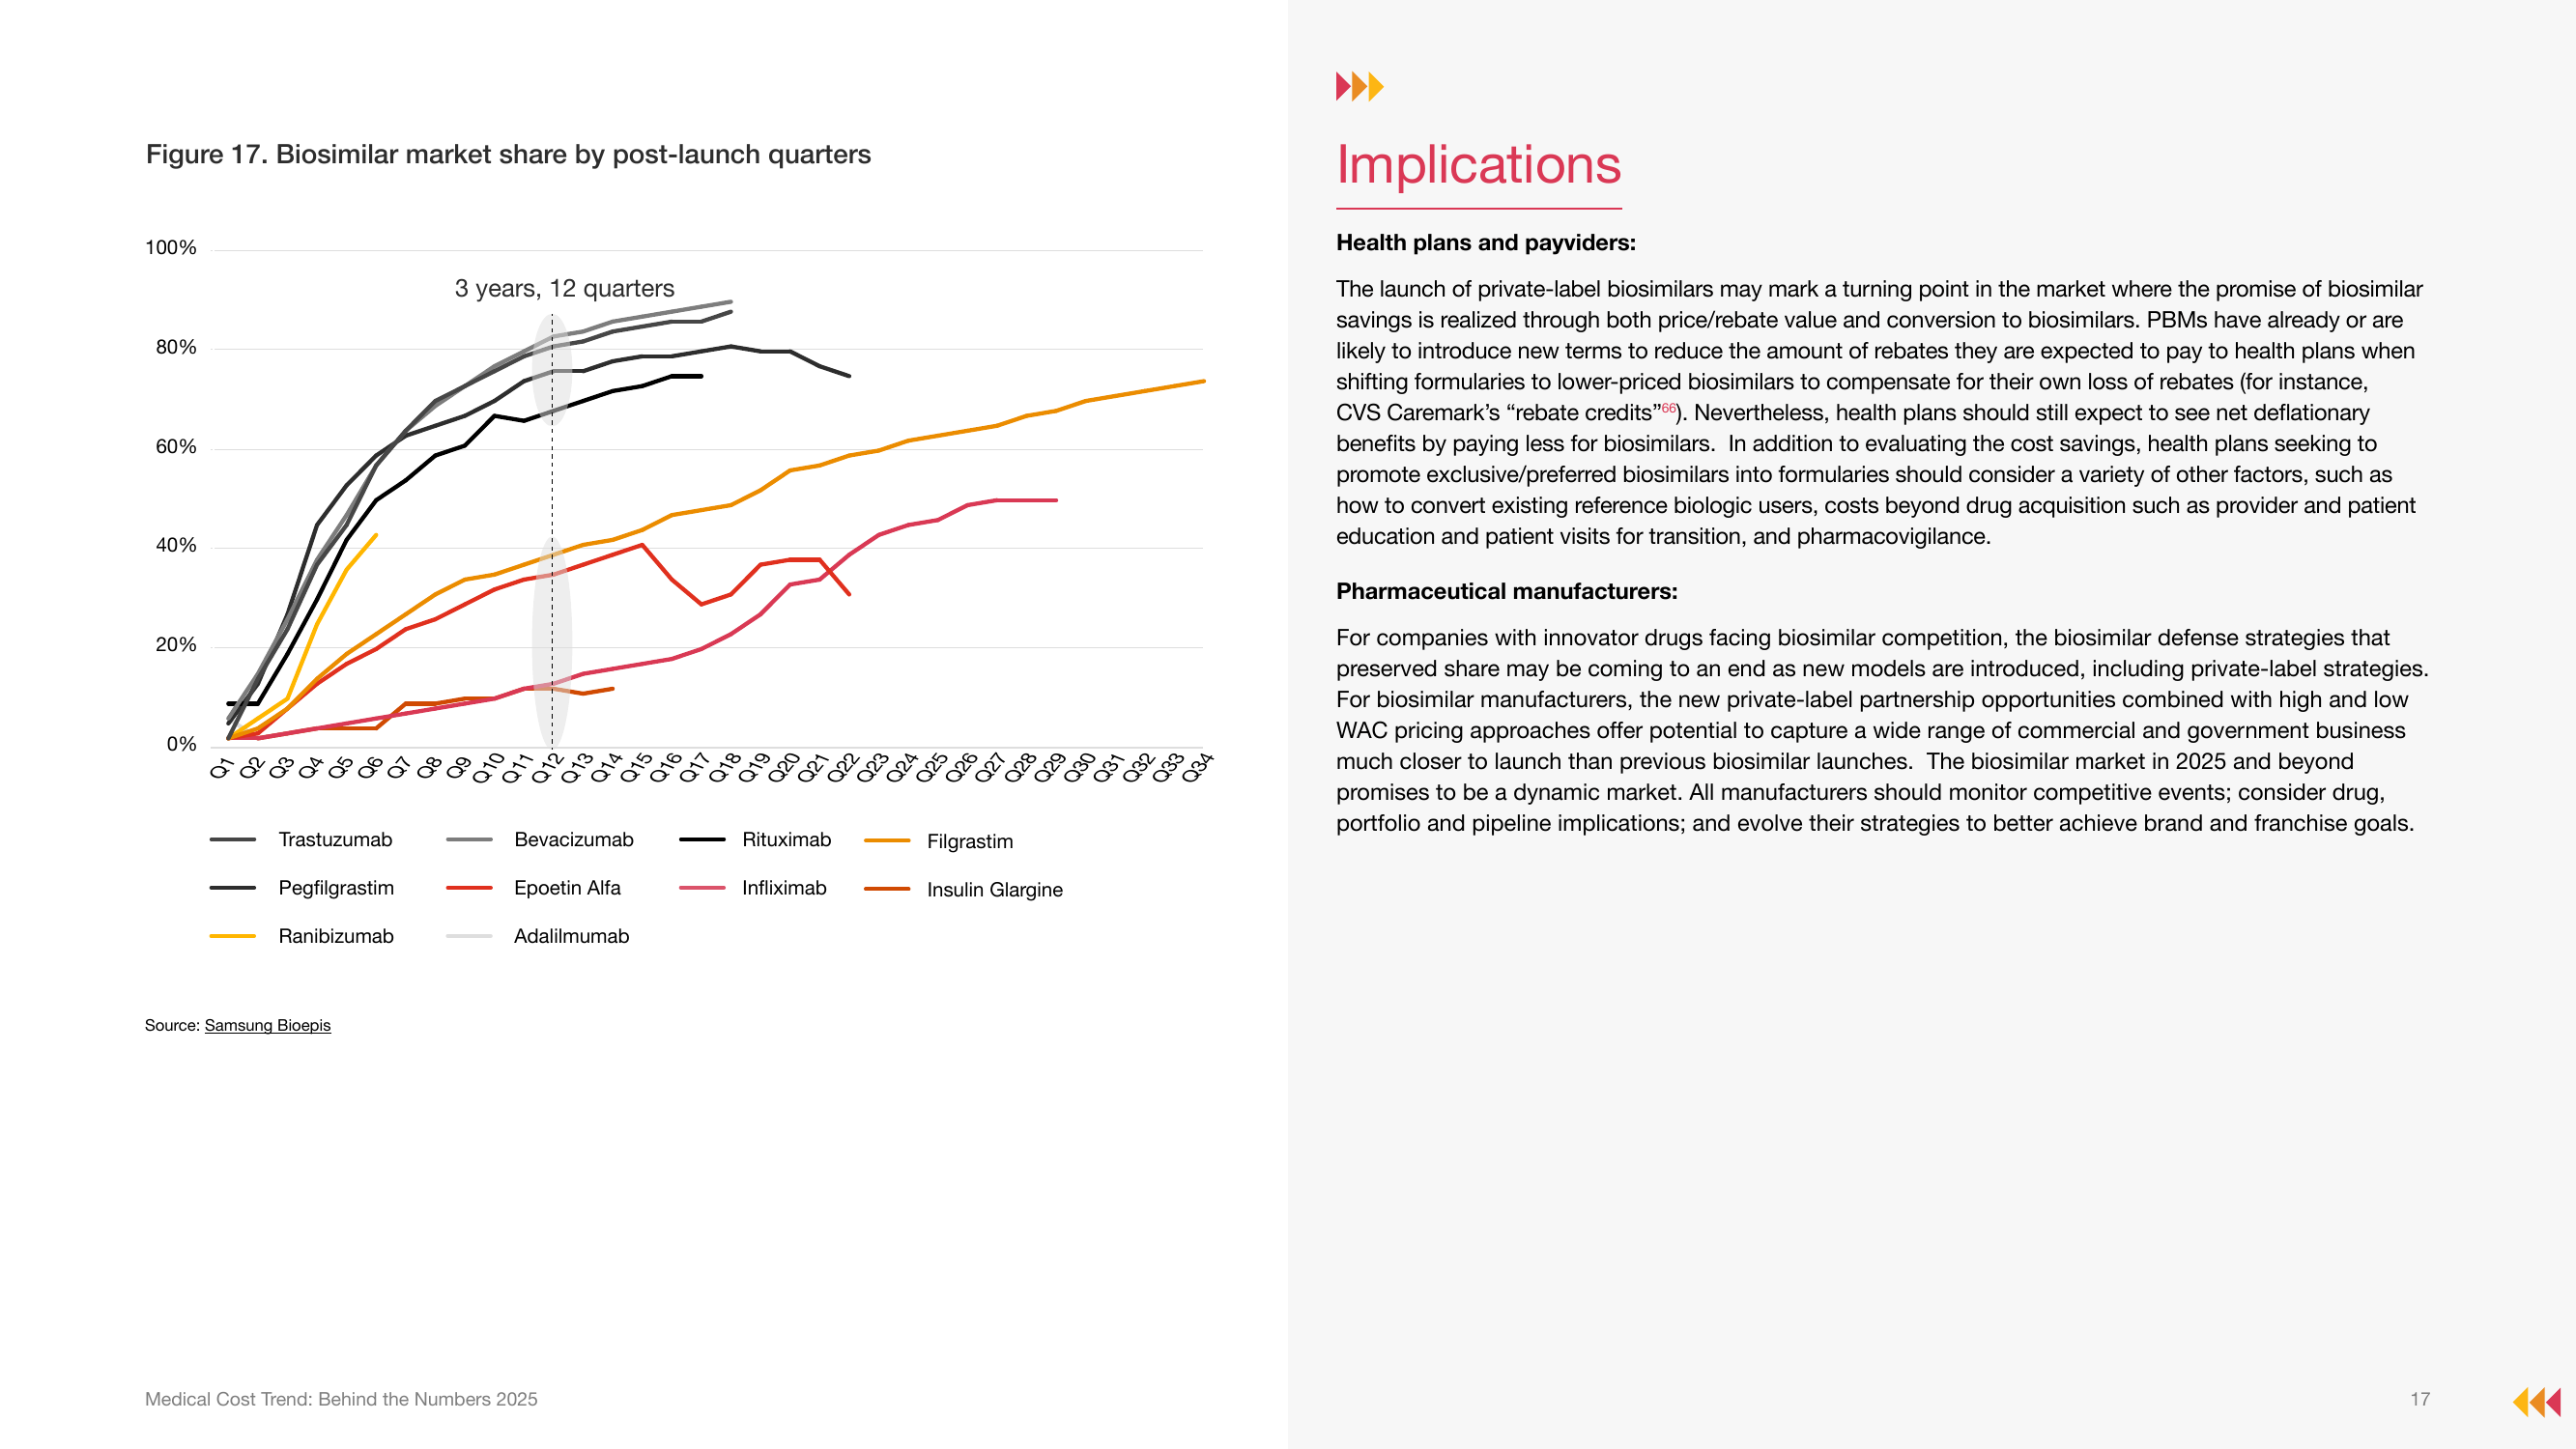 Figure 17. Biosimilar market share by post-launch quarters
100%
3 years, 12 quarters
80%
60%
40%
20%
0%
Q1 Q2 Q3 Q4 Q5 Q6 Q7 Q8 Q9 Q10 Q11 Q12 Q13 Q14 Q15 Q16 Q17 Q18 Q19 Q20 Q21 Q22 Q23 Q24 Q25 Q26 Q27 Q28 Q29 Q30 Q31 Q32 Q33 Q34
Trastuzumab Bevacizumab Rituximab Filgrastim
Pegfilgrastim Epoetin Alfa Infliximab Insulin Glargine
Ranibizumab Adalilmumab
Source: Samsung Bioepis
Implications
Health plans and payviders:
The launch of private-label biosimilars may mark a turning point in the market where the promise of biosimilar
savings is realized through both price/rebate value and conversion to biosimilars. PBMs have already or are
likely to introduce new terms to reduce the amount of rebates they are expected to pay to health plans when
shifting formularies to lower-priced biosimilars to compensate for their own loss of rebates (for instance,
CVS Caremark’s “rebate credits”66). Nevertheless, health plans should still expect to see net deflationary
benefits by paying less for biosimilars. In addition to evaluating the cost savings, health plans seeking to
promote exclusive/preferred biosimilars into formularies should consider a variety of other factors, such as
how to convert existing reference biologic users, costs beyond drug acquisition such as provider and patient
education and patient visits for transition, and pharmacovigilance.
Pharmaceutical manufacturers:
For companies with innovator drugs facing biosimilar competition, the biosimilar defense strategies that
preserved share may be coming to an end as new models are introduced, including private-label strategies.
For biosimilar manufacturers, the new private-label partnership opportunities combined with high and low
WAC pricing approaches offer potential to capture a wide range of commercial and government business
much closer to launch than previous biosimilar launches. The biosimilar market in 2025 and beyond
promises to be a dynamic market. All manufacturers should monitor competitive events; consider drug,
portfolio and pipeline implications; and evolve their strategies to better achieve brand and franchise goals.
Medical Cost Trend: Behind the Numbers 2025
17